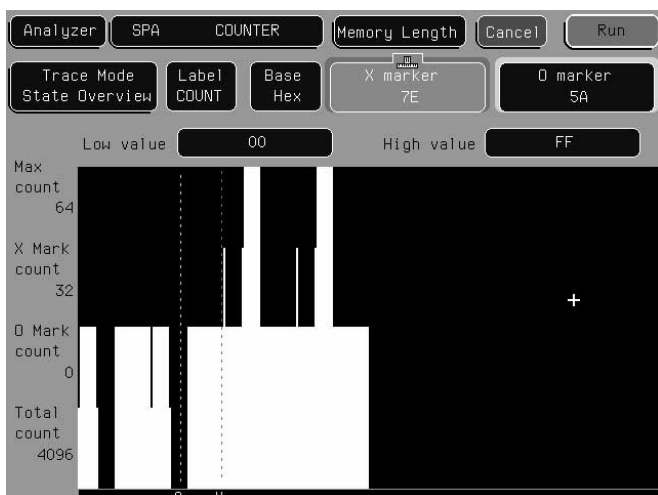 Analyzer SPA COUNTER Memory Length Cancel Run
Trace Mode Label Base X marker O marker
State Overview COUNT Hex 7E 5A
Low value 00 High value FF
Max
count
64
X Mark
count
32
O Mark
count
0
Total
count
4096